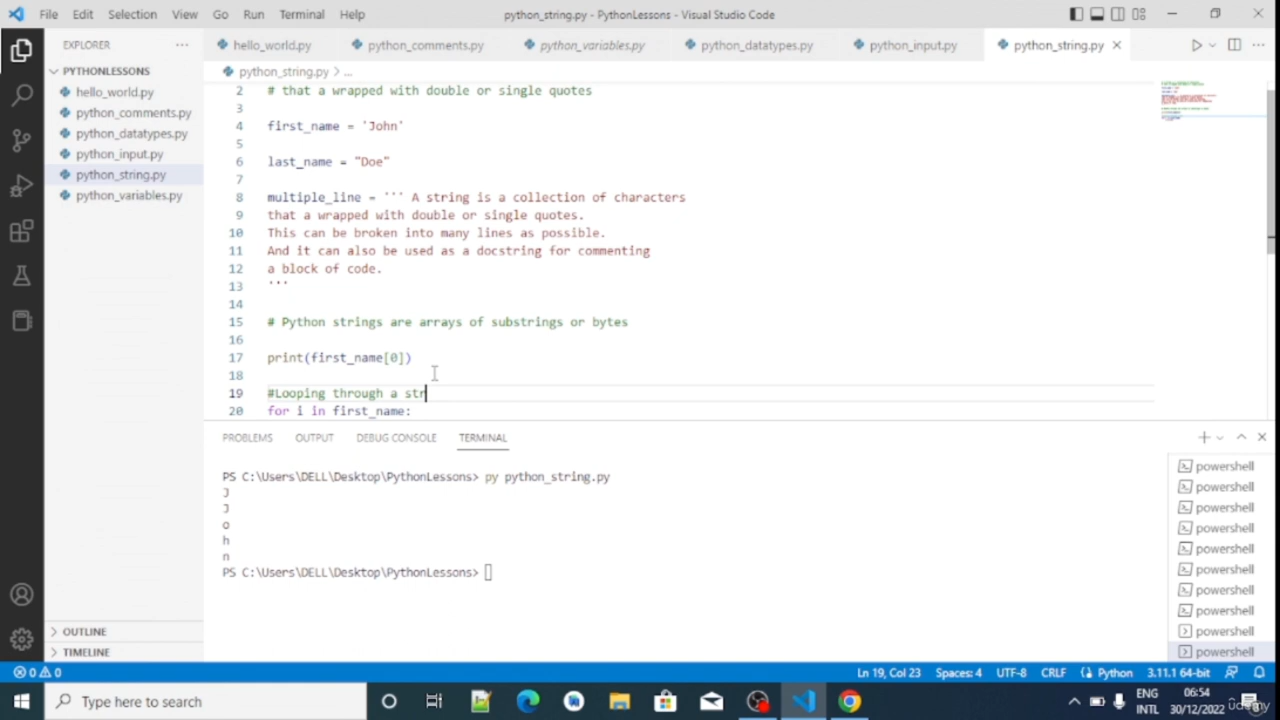 File Edit Selection View Go Run Terminal Help python_string.py - PythonLessons - Visual Studio Code
EXPLORER
hello_world.py python_comments.py python_variables.py python_datatypes.py python_input.py python_string.py
PYTHONLESSONS
hello_world.py
python_comments.py
python_datatypes.py
python_input.py
python_string.py
python_variables.py
python_string.py > ...
2 # that a wrapped with double or single quotes
3
4 first_name = 'John'
5
6 last_name = "Doe"
7
8 multiple_line = ''' A string is a collection of characters
9 that a wrapped with double or single quotes.
10 This can be broken into many lines as possible.
11 And it can also be used as a docstring for commenting
12 a block of code.
13 '''
14
15 # Python strings are arrays of substrings or bytes
16
17 print(first_name[0])
18
19 #Looping through a str
20 for i in first_name:
PROBLEMS OUTPUT DEBUG CONSOLE TERMINAL
PS C:\Users\DELL\Desktop\PythonLessons> py python_string.py
J
J
o
h
n
PS C:\Users\DELL\Desktop\PythonLessons>
powershell
powershell
powershell
powershell
powershell
powershell
powershell
powershell
powershell
powershell
OUTLINE
TIMELINE
0 0 Ln 19, Col 23 Spaces: 4 UTF-8 CRLF Python 3.11.1 64-bit
Type here to search
ENG
INTL
06:54
30/12/2022
udemy